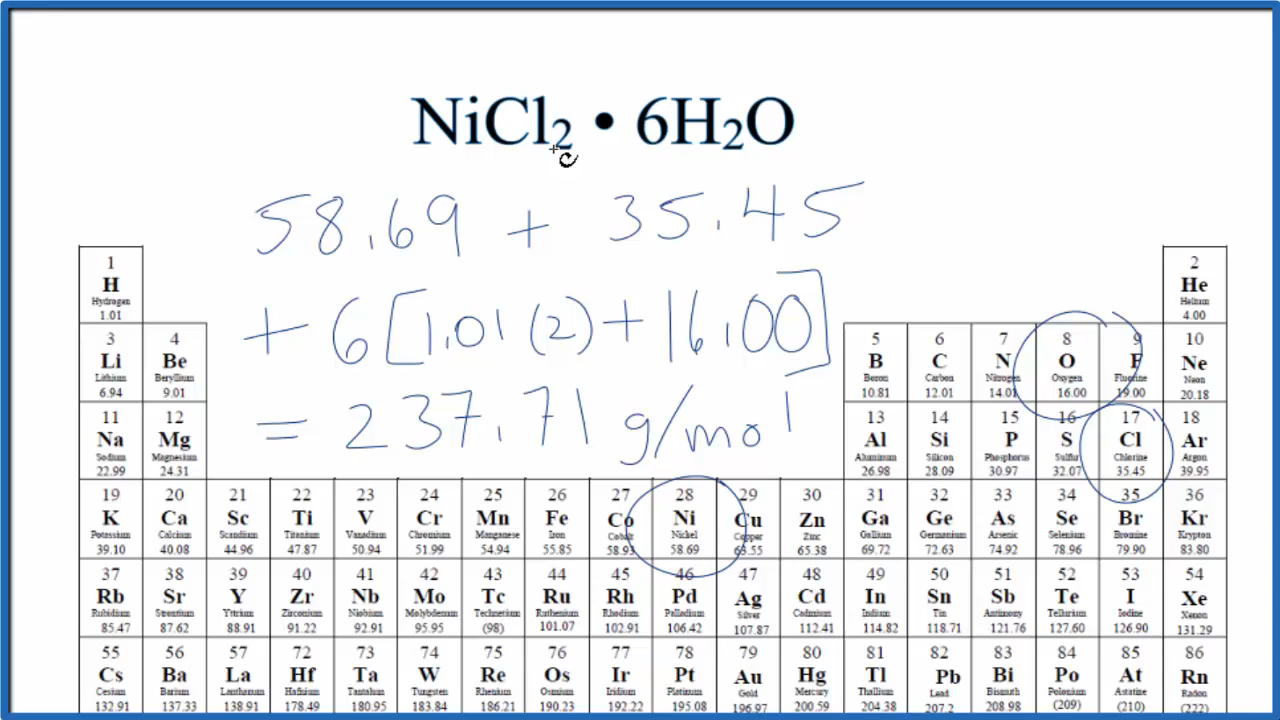 NiCl₂ • 6H₂O
58.69 + 35.45
+ 6[1.01(2) + 16.00]
= 237.71 g/mol
1 2
H He
Hydrogen Helium
1.01 4.00
3 4 5 6 7 8 9 10
Li Be B C N O F Ne
Lithium Beryllium Boron Carbon Nitrogen Oxygen Fluorine Neon
6.94 9.01 10.81 12.01 14.01 16.00 19.00 20.18
11 12 13 14 15 16 17 18
Na Mg Al Si P S Cl Ar
Sodium Magnesium Aluminum Silicon Phosphorus Sulfur Chlorine Argon
22.99 24.31 26.98 28.09 30.97 32.07 35.45 39.95
19 20 21 22 23 24 25 26 27 28 29 30 31 32 33 34 35 36
K Ca Sc Ti V Cr Mn Fe Co Ni Cu Zn Ga Ge As Se Br Kr
Potassium Calcium Scandium Titanium Vanadium Chromium Manganese Iron Cobalt Nickel Copper Zinc Gallium Germanium Arsenic Selenium Bromine Krypton
39.10 40.08 44.96 47.87 50.94 51.99 54.94 55.85 58.93 58.69 63.55 65.38 69.72 72.63 74.92 78.96 79.90 83.80
37 38 39 40 41 42 43 44 45 46 47 48 49 50 51 52 53 54
Rb Sr Y Zr Nb Mo Tc Ru Rh Pd Ag Cd In Sn Sb Te I Xe
Rubidium Strontium Yttrium Zirconium Niobium Molybdenum Technetium Ruthenium Rhodium Palladium Silver Cadmium Indium Tin Antimony Tellurium Iodine Xenon
85.47 87.62 88.91 91.22 92.91 95.95 (98) 101.07 102.91 106.42 107.87 112.41 114.82 118.71 121.76 127.60 126.90 131.29
55 56 57 72 73 74 75 76 77 78 79 80 81 82 83 84 85 86
Cs Ba La Hf Ta W Re Os Ir Pt Au Hg Tl Pb Bi Po At Rn
Cesium Barium Lanthanum Hafnium Tantalum Tungsten Rhenium Osmium Iridium Platinum Gold Mercury Thallium Lead Bismuth Polonium Astatine Radon
132.91 137.33 138.91 178.49 180.95 183.84 186.21 190.23 192.22 195.08 196.97 200.59 204.38 207.2 208.98 (209) (210) (222)